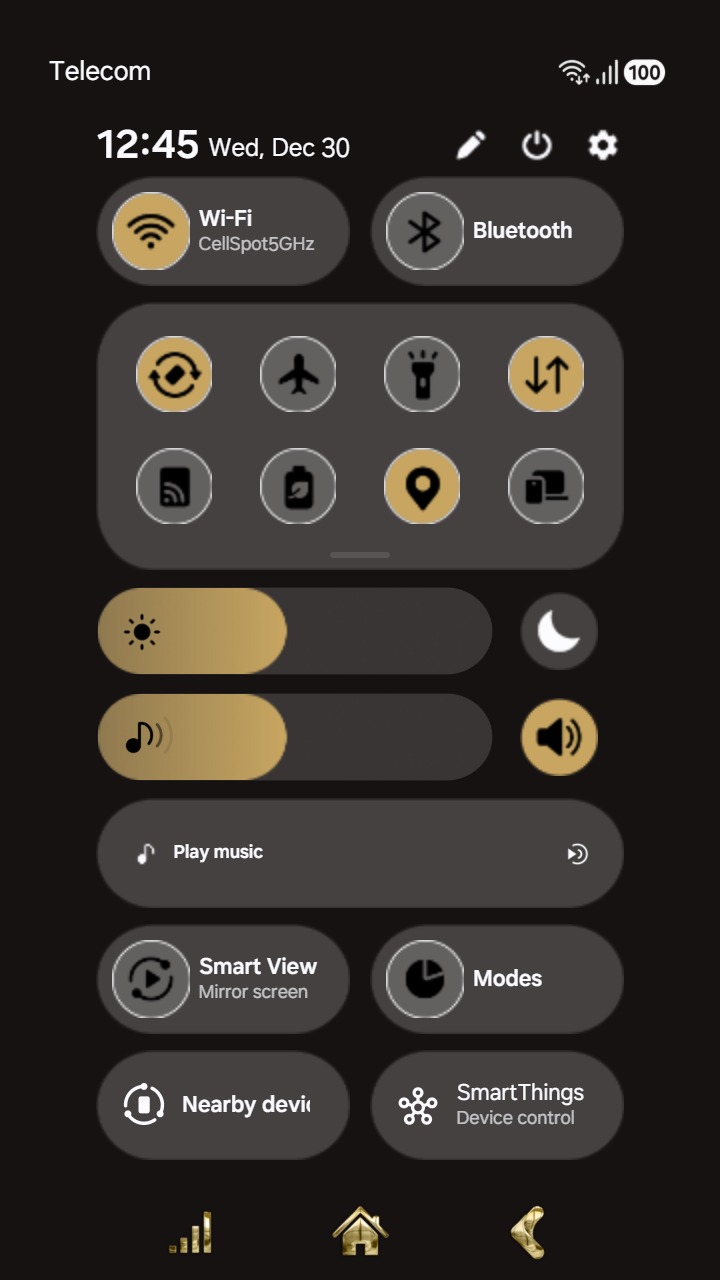 Telecom
100
12:45 Wed, Dec 30
Wi-Fi
CellSpot5GHz
Bluetooth
Play music
Smart View
Mirror screen
Modes
Nearby devi
SmartThings
Device control